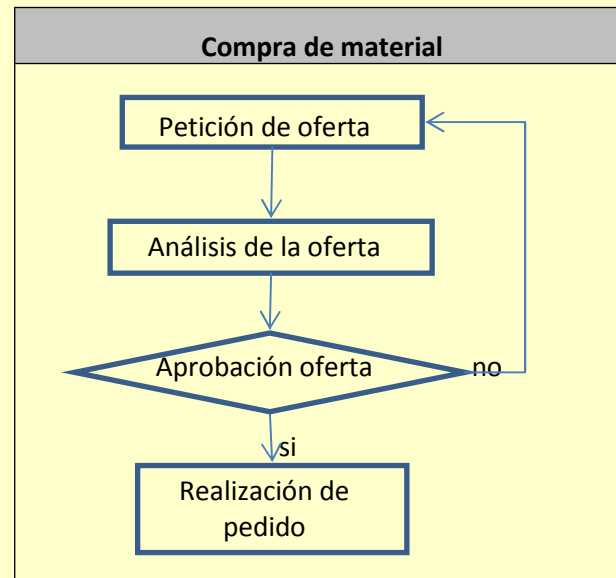 Compra de material
Petición de oferta
Análisis de la oferta
Aprobación oferta
no
si
Realización de
pedido